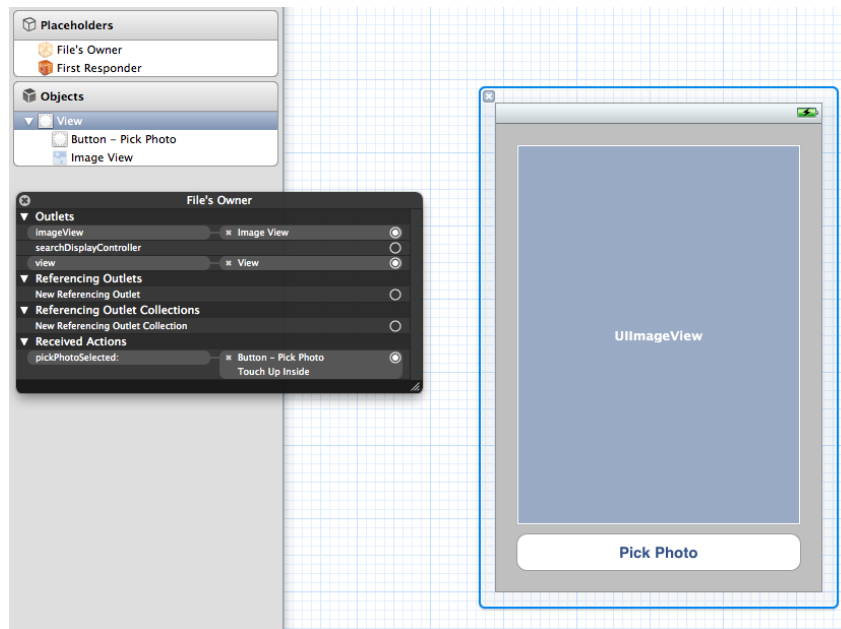 Placeholders
File's Owner
First Responder
Objects
View
Button – Pick Photo
Image View
File's Owner
Outlets
imageView Image View
searchDisplayController
view View
Referencing Outlets
New Referencing Outlet
Referencing Outlet Collections
New Referencing Outlet Collection
Received Actions
pickPhotoSelected: Button – Pick Photo
Touch Up Inside
UIImageView
Pick Photo